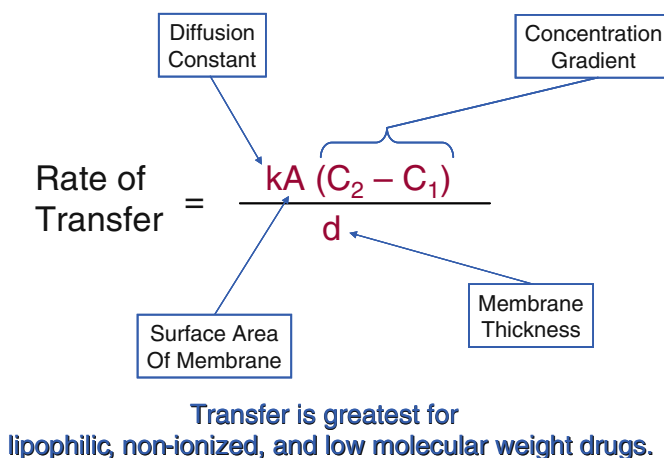 Diffusion
Constant
Concentration
Gradient
Rate of
Transfer
=
kA (C₂ – C₁)
d
Surface Area
Of Membrane
Membrane
Thickness
Transfer is greatest for
lipophilic, non-ionized, and low molecular weight drugs.